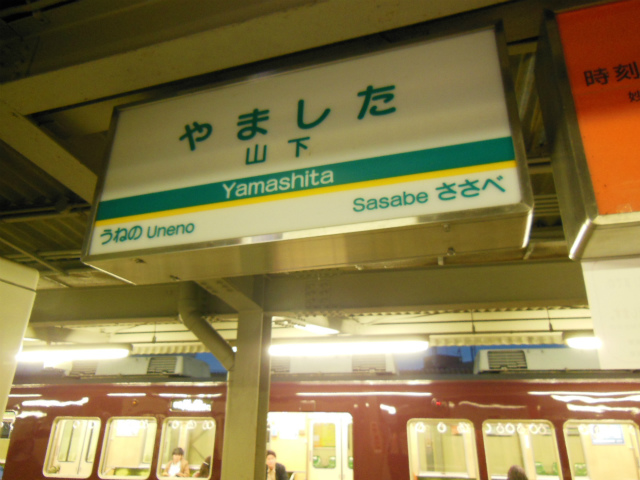 やました
山下
Yamashita
うねの Uneno
Sasabe ささべ
時刻